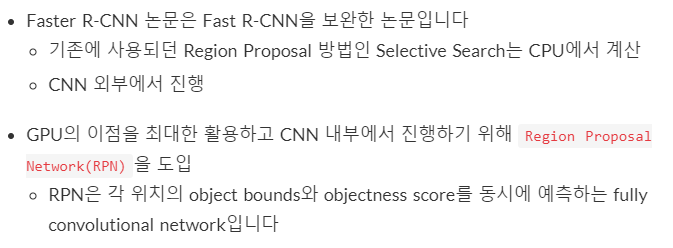 Faster R-CNN 논문은 Fast R-CNN을 보완한 논문입니다
기존에 사용되던 Region Proposal 방법인 Selective Search는 CPU에서 계산
CNN 외부에서 진행
GPU의 이점을 최대한 활용하고 CNN 내부에서 진행하기 위해 Region Proposal
Network(RPN) 을 도입
RPN은 각 위치의 object bounds와 objectness score를 동시에 예측하는 fully
convolutional network입니다